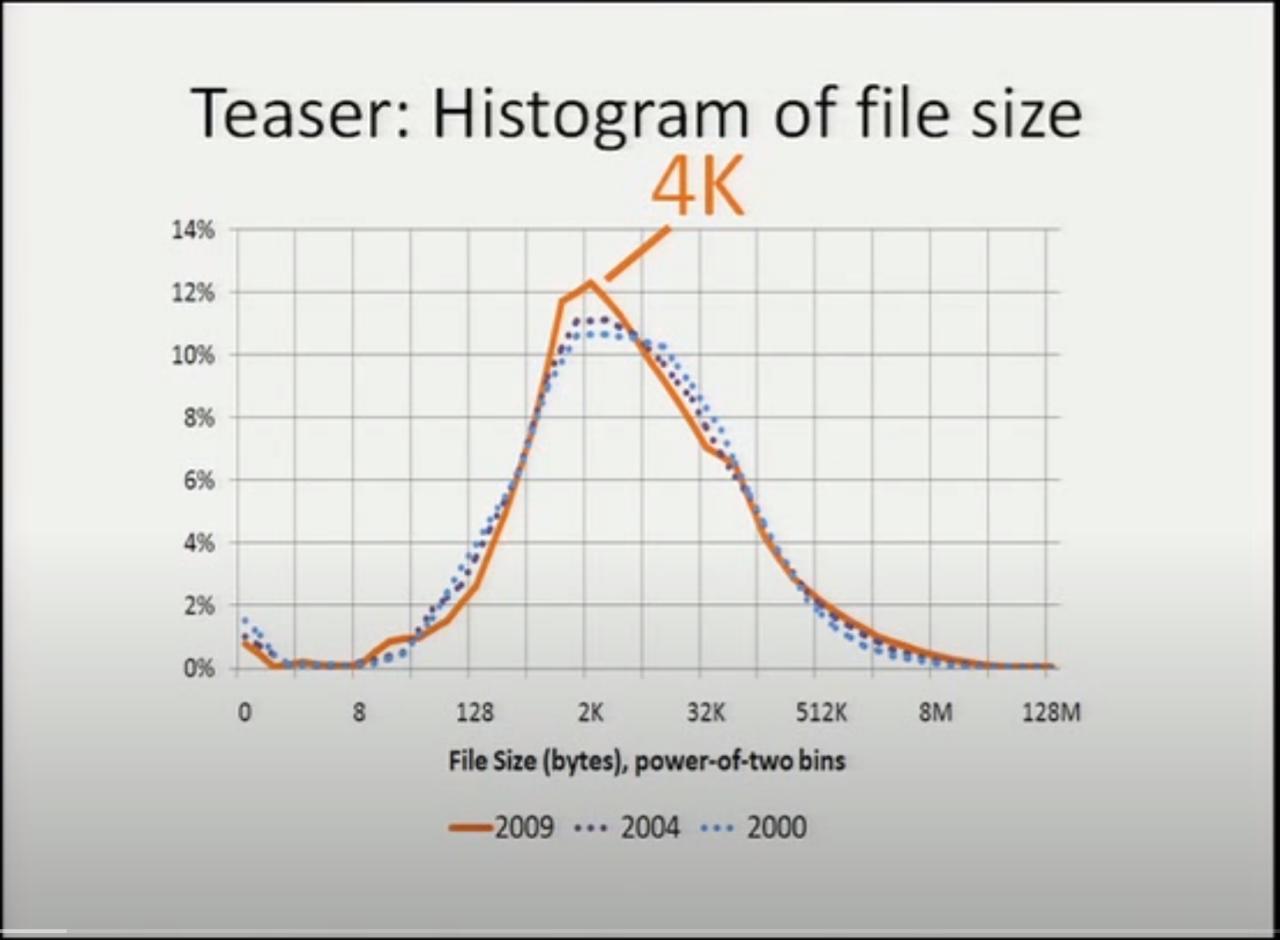 Teaser: Histogram of file size
4K
14%
12%
10%
8%
6%
4%
2%
0%
0 8 128 2K 32K 512K 8M 128M
File Size (bytes), power-of-two bins
2009 2004 2000